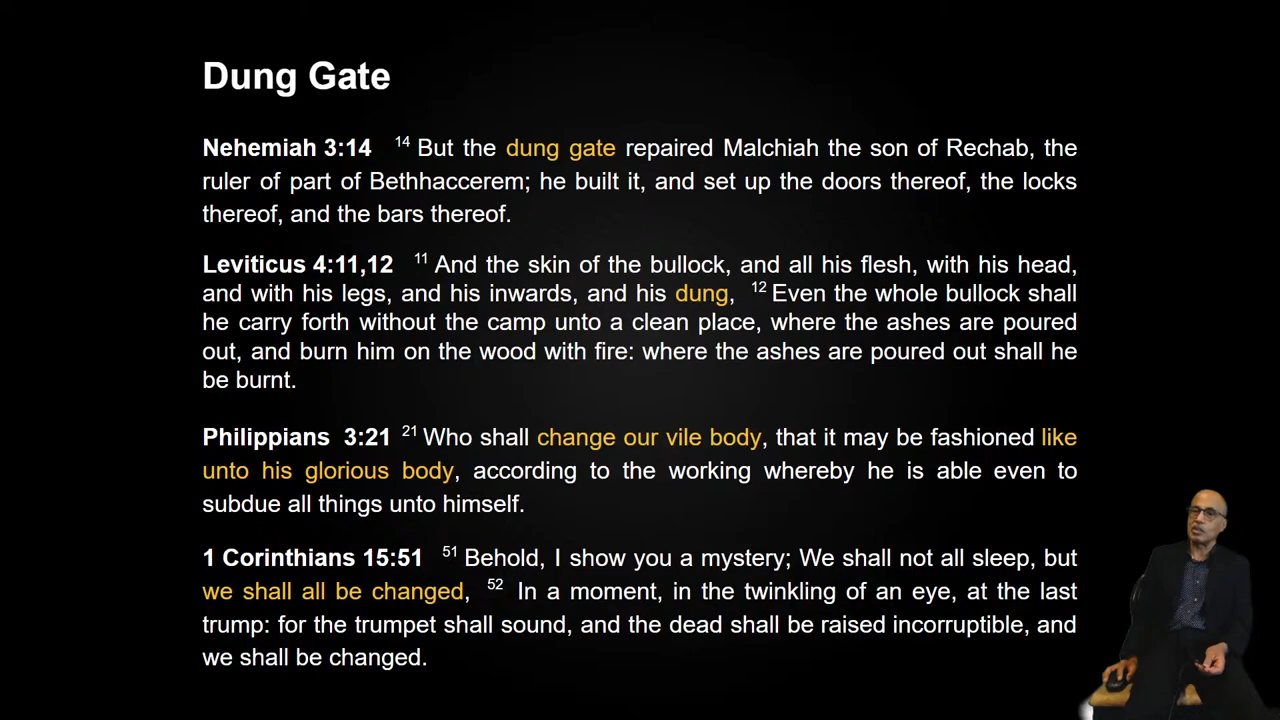 Dung Gate
Nehemiah 3:14 14 But the dung gate repaired Malchiah the son of Rechab, the
ruler of part of Bethhaccerem; he built it, and set up the doors thereof, the locks
thereof, and the bars thereof.
Leviticus 4:11,12 11 And the skin of the bullock, and all his flesh, with his head,
and with his legs, and his inwards, and his dung, 12 Even the whole bullock shall
he carry forth without the camp unto a clean place, where the ashes are poured
out, and burn him on the wood with fire: where the ashes are poured out shall he
be burnt.
Philippians 3:21 21 Who shall change our vile body, that it may be fashioned like
unto his glorious body, according to the working whereby he is able even to
subdue all things unto himself.
1 Corinthians 15:51 51 Behold, I show you a mystery; We shall not all sleep, but
we shall all be changed, 52 In a moment, in the twinkling of an eye, at the last
trump: for the trumpet shall sound, and the dead shall be raised incorruptible, and
we shall be changed.